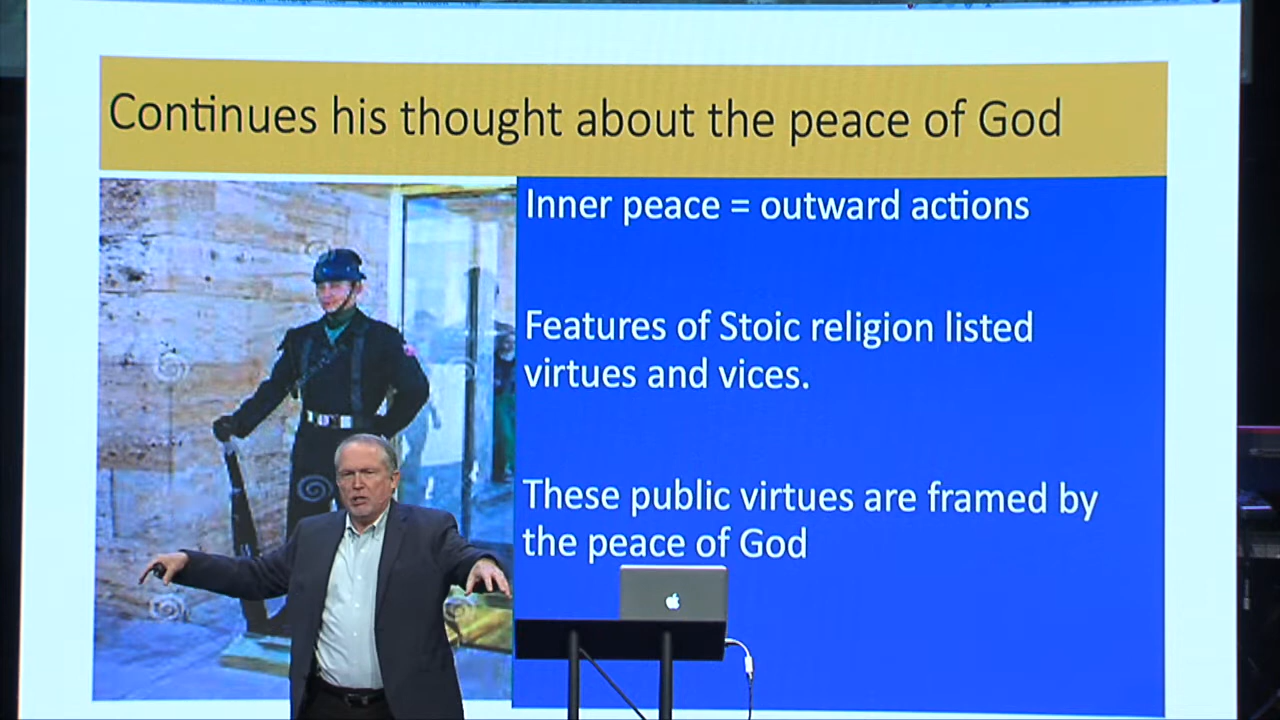 Continues his thought about the peace of God
Inner peace = outward actions
Features of Stoic religion listed
virtues and vices.
These public virtues are framed by
the peace of God